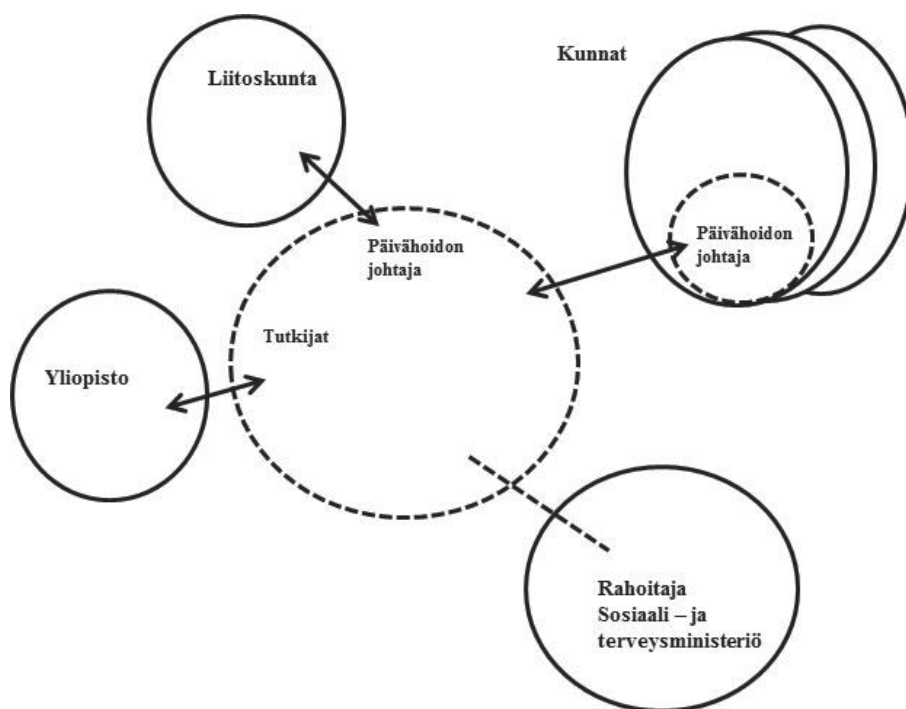 Liitoskunta
Kunnat
Päivähoidon
johtaja
Päivähoidon
johtaja
Tutkijat
Yliopisto
Rahoitaja
Sosiaali – ja
terveysministeriö